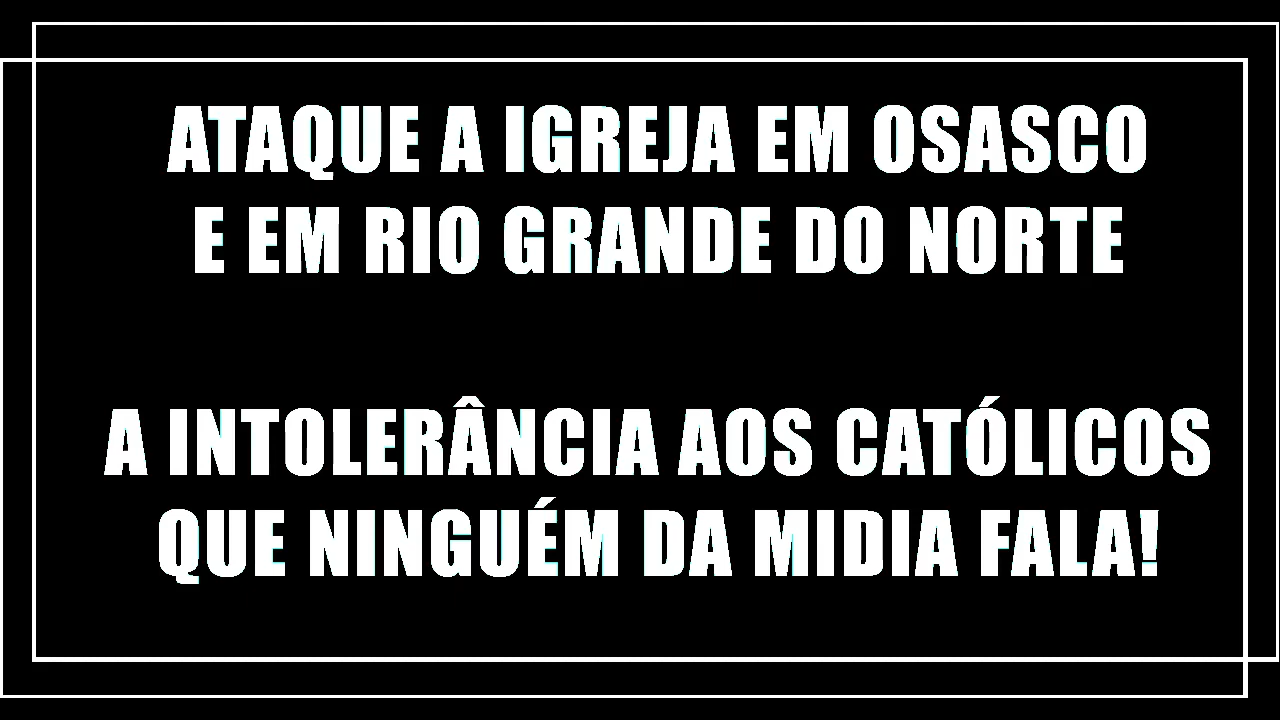 ATAQUE A IGREJA EM OSASCO
E EM RIO GRANDE DO NORTE
A INTOLERÂNCIA AOS CATÓLICOS
QUE NINGUÉM DA MIDIA FALA!